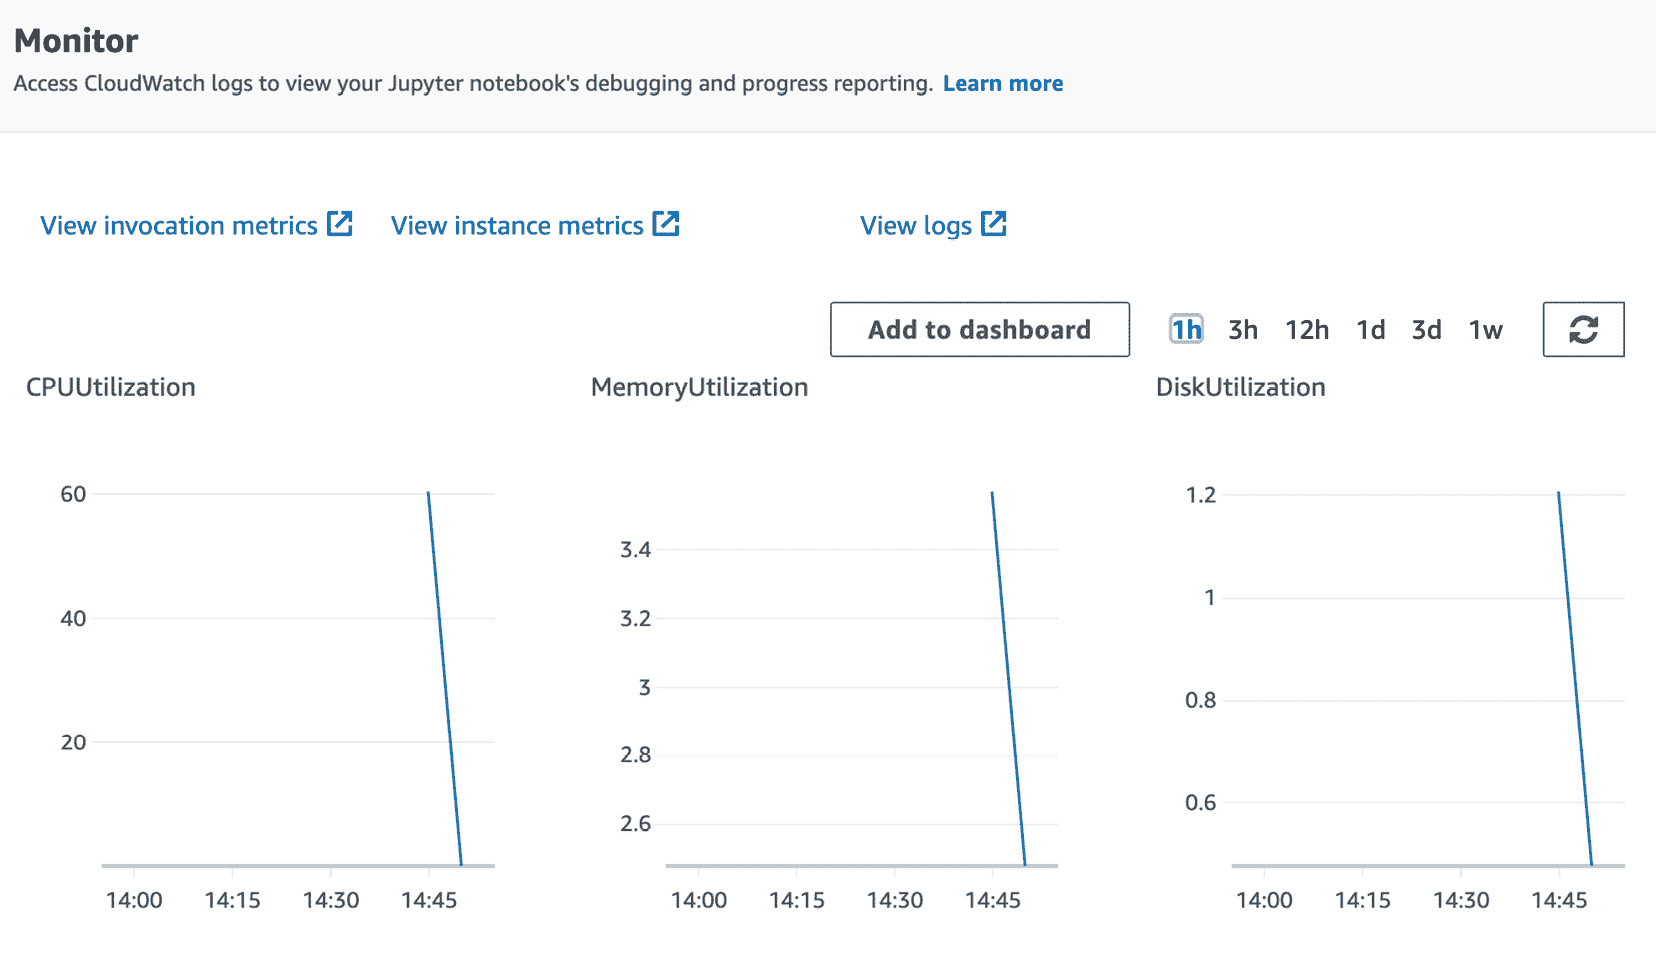 Monitor
Access CloudWatch logs to view your Jupyter notebook's debugging and progress reporting. Learn more
View invocation metrics View instance metrics View logs
Add to dashboard 1h 3h 12h 1d 3d 1w
CPUUtilization
60
40
20
14:00 14:15 14:30 14:45
MemoryUtilization
3.4
3.2
3
2.8
2.6
14:00 14:15 14:30 14:45
DiskUtilization
1.2
1
0.8
0.6
14:00 14:15 14:30 14:45